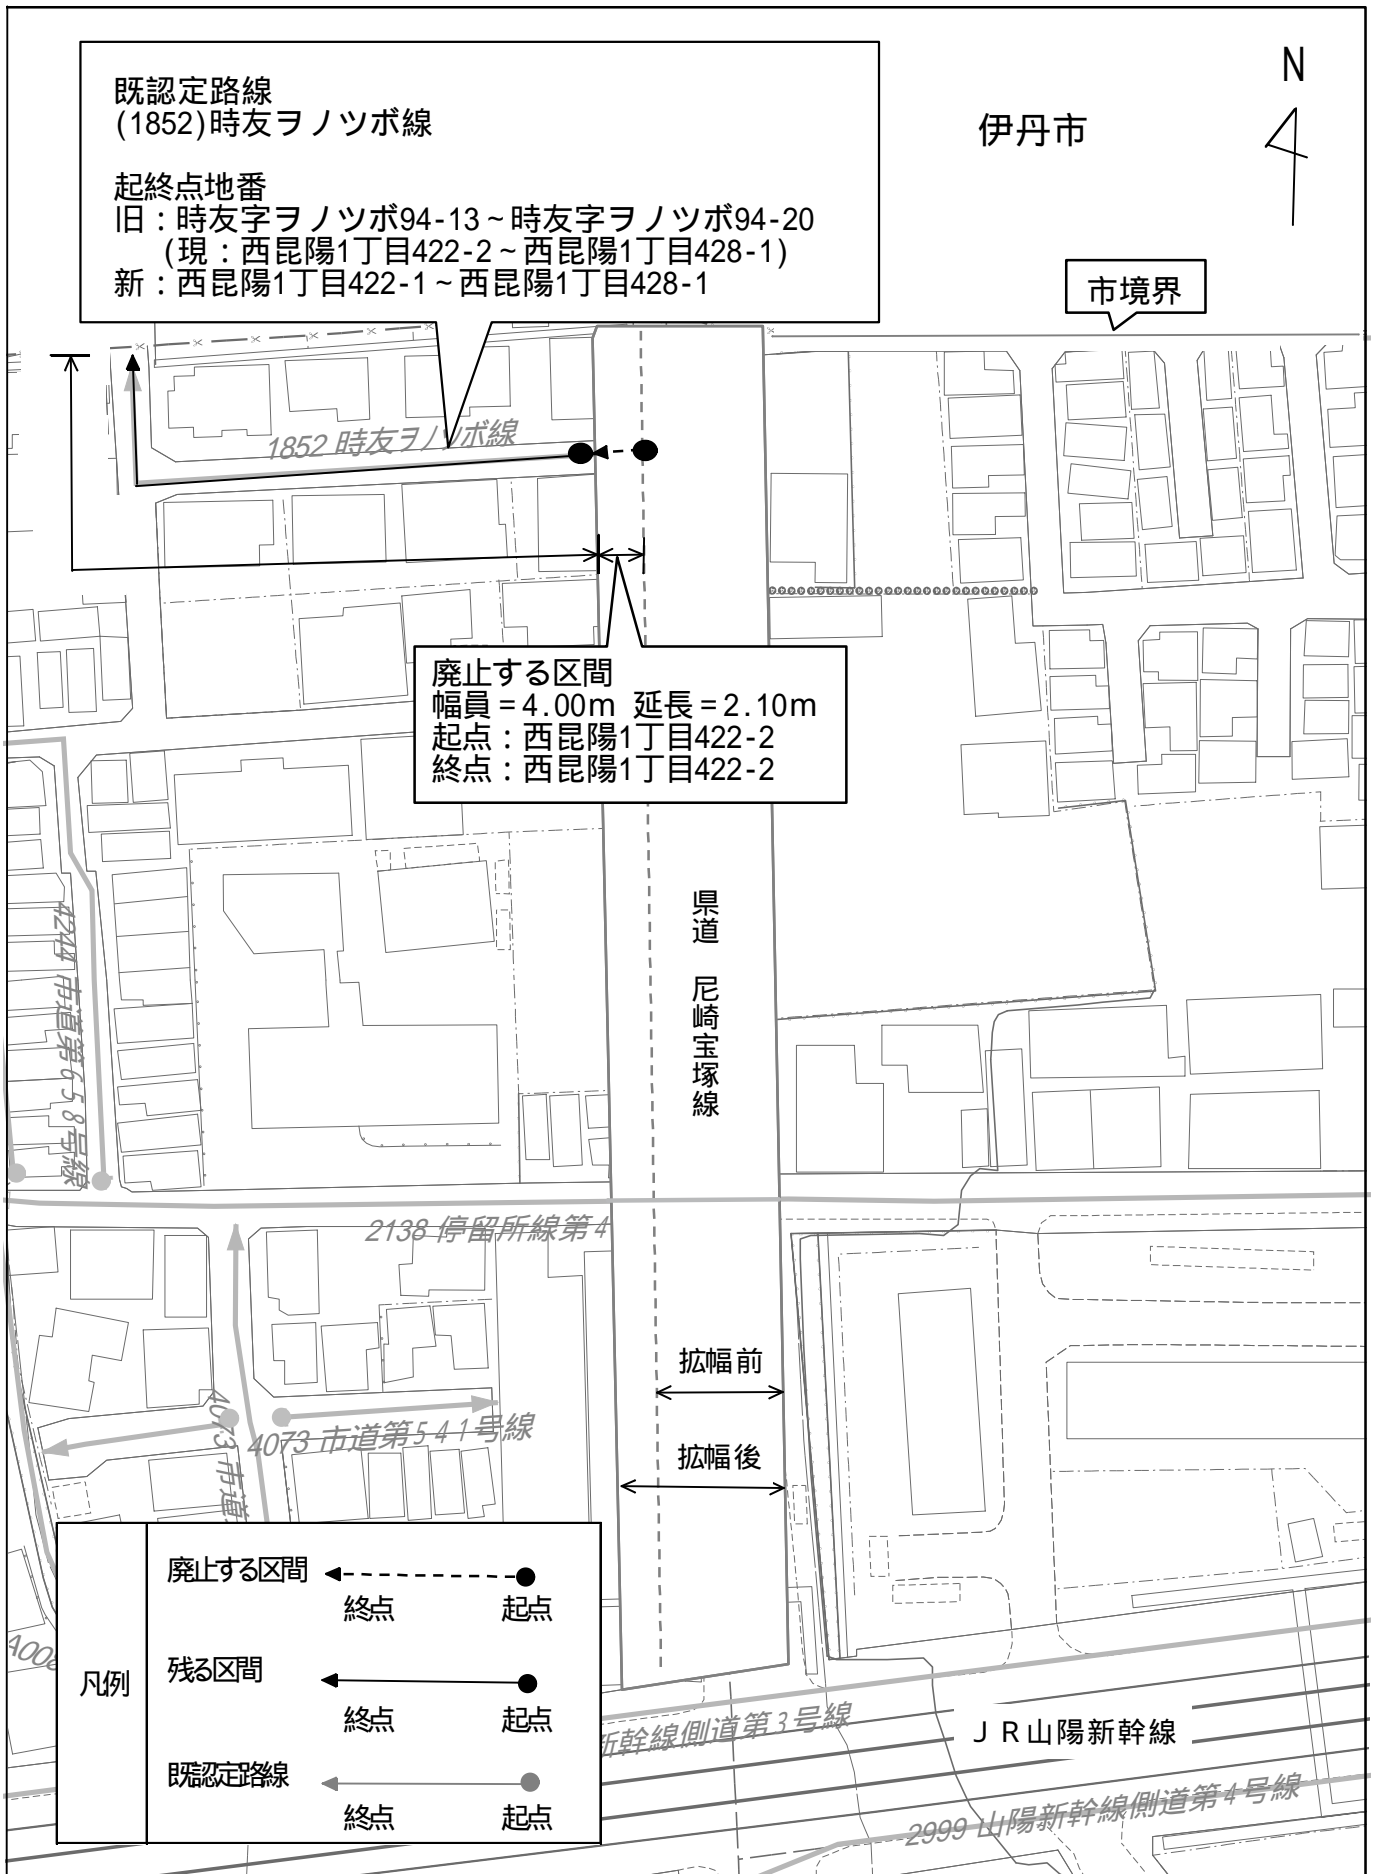 既認定路線
(1852)時友ヲノツボ線
起終点地番
旧：時友字ヲノツボ94-13～時友字ヲノツボ94-20
(現：西昆陽1丁目422-2～西昆陽1丁目428-1)
新：西昆陽1丁目422-1～西昆陽1丁目428-1
伊丹市
N
市境界
1852 時友ヲノツボ線
廃止する区間
幅員=4.00m 延長=2.10m
起点：西昆陽1丁目422-2
終点：西昆陽1丁目422-2
県道 尼崎宝塚線
4244 市道第658号線
2138 停留所線第4
拡幅前
拡幅後
4073 市道第541号線
4073 市道
凡例
廃止する区間
終点 起点
残る区間
終点 起点
既認定路線
終点 起点
新幹線側道第3号線
ＪＲ山陽新幹線
2999 山陽新幹線側道第4号線